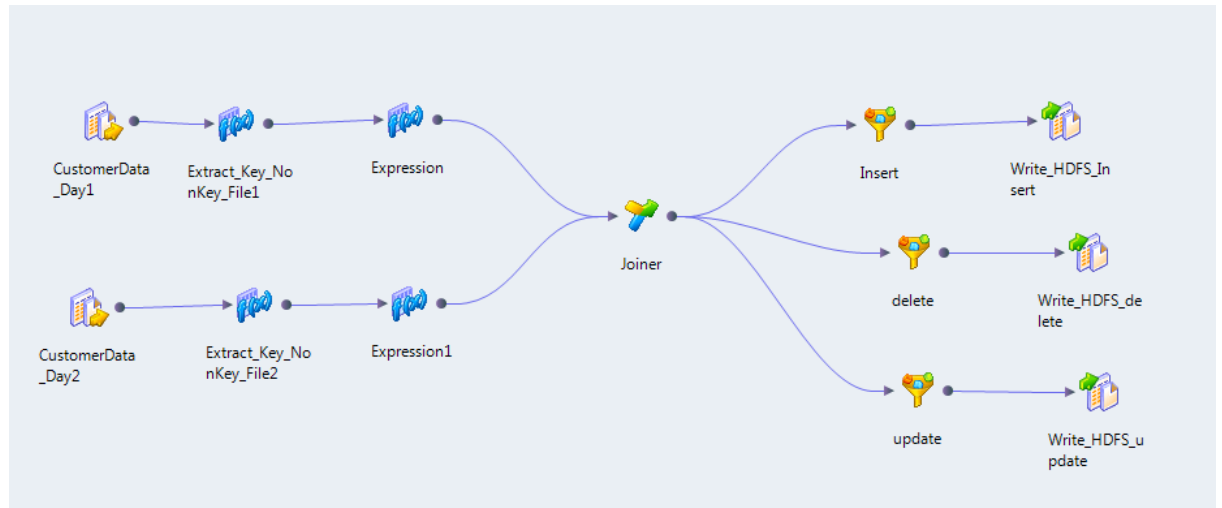 CustomerData
_Day1
Extract_Key_No
nKey_File1
Expression
Insert
Write_HDFS_In
sert
Joiner
delete
Write_HDFS_de
lete
CustomerData
_Day2
Extract_Key_No
nKey_File2
Expression1
update
Write_HDFS_u
pdate